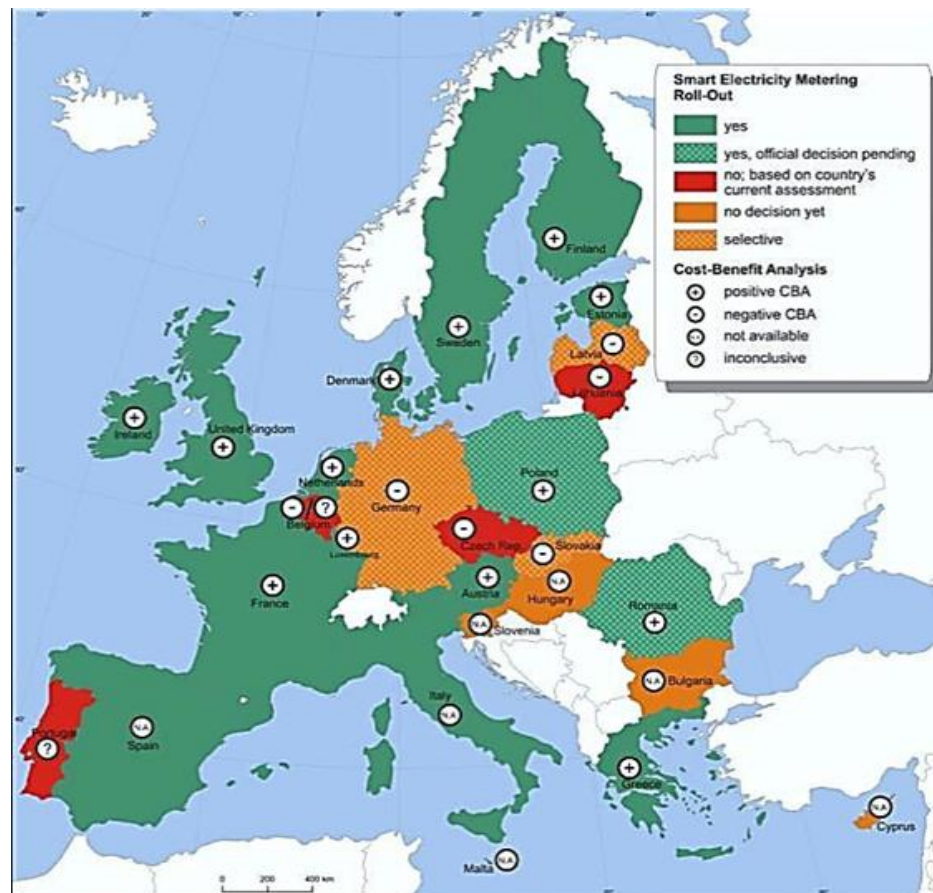 Smart Electricity Metering
Roll-Out
yes
yes, official decision pending
no; based on country's
current assessment
no decision yet
selective
Cost-Benefit Analysis
+ positive CBA
- negative CBA
N.A not available
? inconclusive
+
Finland
+
Estonia
+
Sweden
-
Latvia
-
Lithuania
Denmark +
+
Ireland
United Kingdom
+
+
Netherlands
-
Germany
+
Poland
- / ?
Belgium
+
Luxembourg
-
Czech Rep.
-
Slovakia
+
Austria
N.A
Hungary
+
France
Romania
+
N.A
Slovenia
N.A Bulgaria
Italy
N.A
N.A
Spain
Portugal
?
+
Greece
N.A
Cyprus
Malta N.A
0 200 400 km